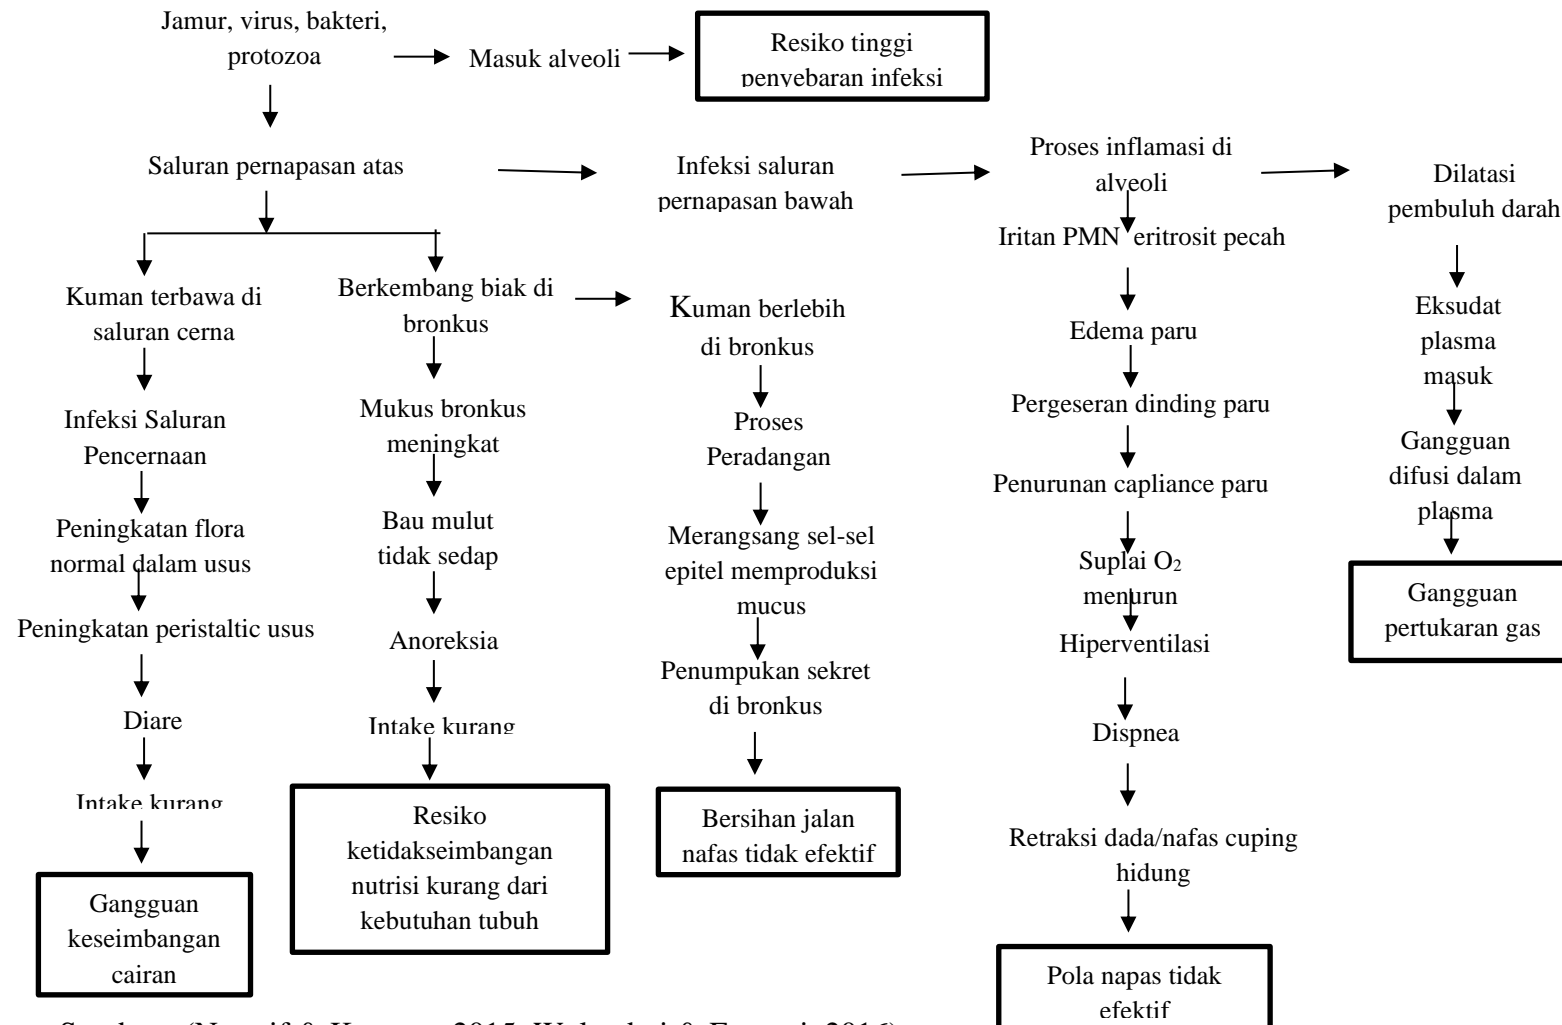 Jamur, virus, bakteri,
protozoa
Masuk alveoli
Resiko tinggi
penyebaran infeksi
Saluran pernapasan atas
Infeksi saluran
pernapasan bawah
Proses inflamasi di
alveoli
Dilatasi
pembuluh darah
Iritan PMN eritrosit pecah
Kuman terbawa di
saluran cerna
Berkembang biak di
bronkus
Kuman berlebih
di bronkus
Edema paru
Eksudat
plasma
masuk
Infeksi Saluran
Pencernaan
Mukus bronkus
meningkat
Proses
Peradangan
Pergeseran dinding paru
Gangguan
difusi dalam
plasma
Penurunan capliance paru
Peningkatan flora
normal dalam usus
Bau mulut
tidak sedap
Merangsang sel-sel
epitel memproduksi
mucus
Suplai O₂
menurun
Gangguan
pertukaran gas
Peningkatan peristaltic usus
Anoreksia
Hiperventilasi
Penumpukan sekret
di bronkus
Diare
Intake kurang
Dispnea
Intake kurang
Resiko
ketidakseimbangan
nutrisi kurang dari
kebutuhan tubuh
Bersihan jalan
nafas tidak efektif
Retraksi dada/nafas cuping
hidung
Gangguan
keseimbangan
cairan
Pola napas tidak
efektif